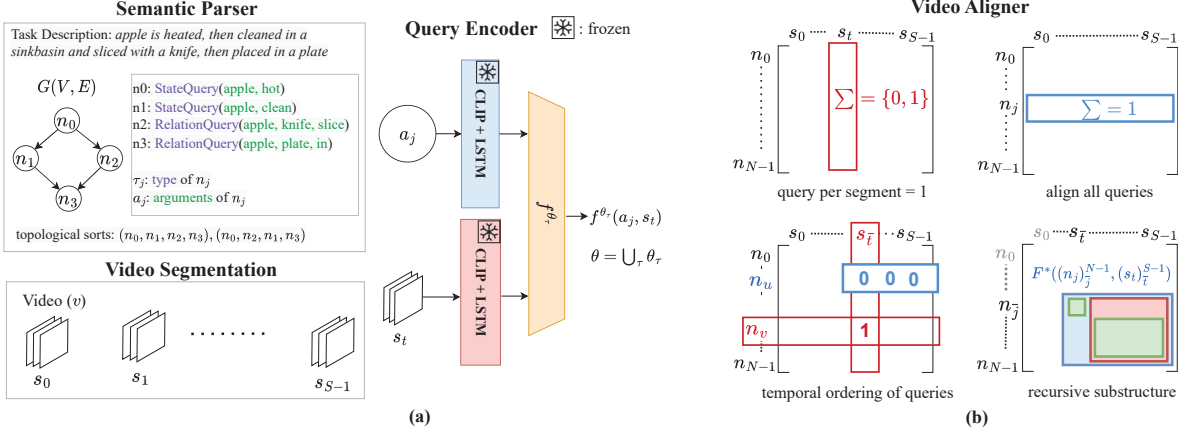 Semantic Parser
Task Description: apple is heated, then cleaned in a
sinkbasin and sliced with a knife, then placed in a plate
G(V, E)
n0
n1
n2
n3
n0: StateQuery(apple, hot)
n1: StateQuery(apple, clean)
n2: RelationQuery(apple, knife, slice)
n3: RelationQuery(apple, plate, in)
τj: type of nj
aj: arguments of nj
topological sorts: (n0, n1, n2, n3), (n0, n2, n1, n3)
Video Segmentation
Video (v)
s0
s1
........
sS−1
Query Encoder
: frozen
aj
CLIP + LSTM
st
CLIP + LSTM
f^θτ
f^θτ(aj, st)
θ = ⋃τ θτ
(a)
Video Aligner
s0 ······ st ······ sS−1
n0
nN−1
∑ = {0, 1}
query per segment = 1
s0 ············ sS−1
n0
nj
nN−1
∑ = 1
align all queries
s0 ······ st̄ ··· sS−1
n0
nu
0 0 0
nv
1
nN−1
temporal ordering of queries
s0 ··· st̄ ········ sS−1
n0
F*((nj)j̄^N−1, (st)t̄^S−1)
nj̄
nN−1
recursive substructure
(b)